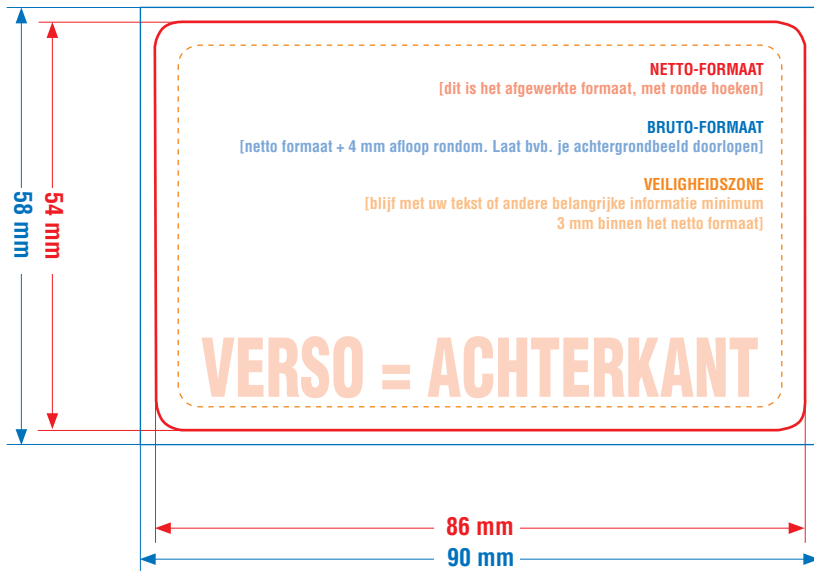 NETTO-FORMAAT
[dit is het afgewerkte formaat, met ronde hoeken]
BRUTO-FORMAAT
[netto formaat + 4 mm afloop rondom. Laat bvb. je achtergrondbeeld doorlopen]
VEILIGHEIDSZONE
[blijf met uw tekst of andere belangrijke informatie minimum
3 mm binnen het netto formaat]
58 mm
54 mm
VERSO = ACHTERKANT
86 mm
90 mm